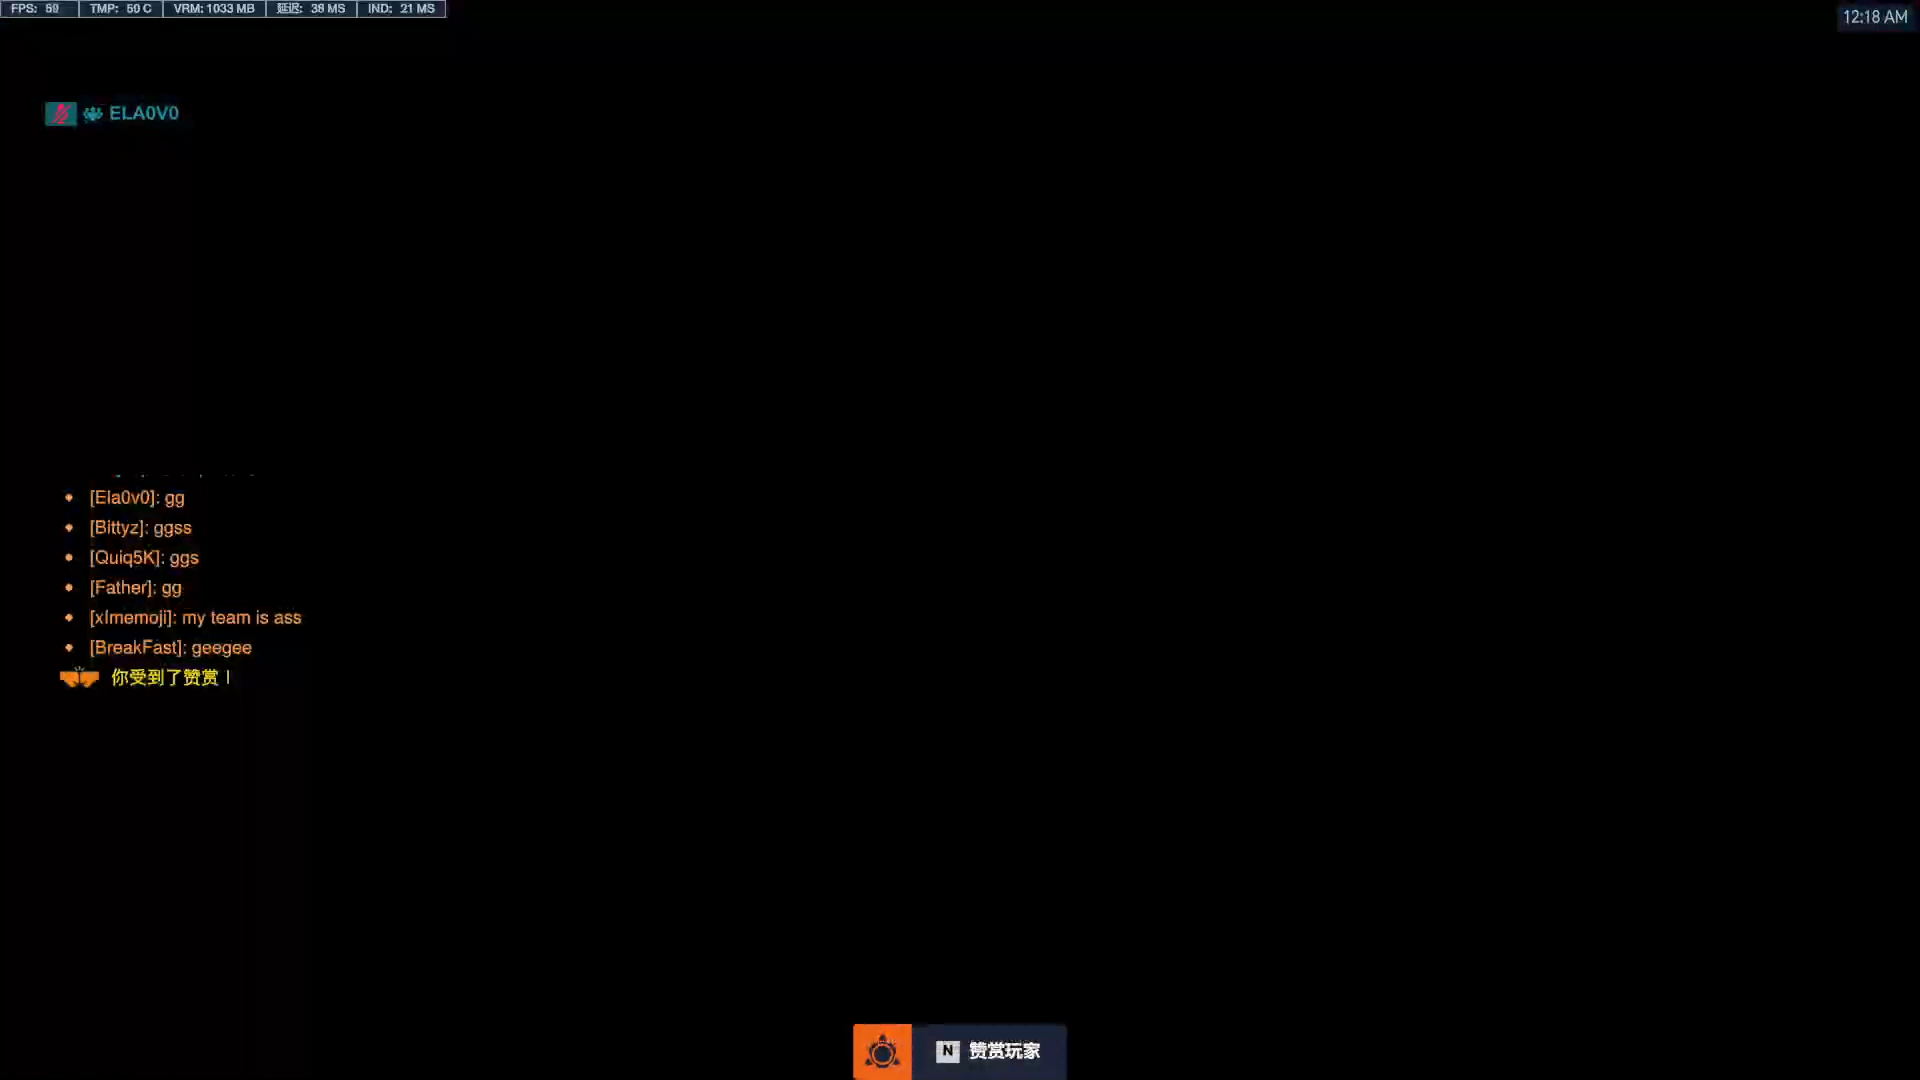 FPS: 59 TMP: 50 C VRM: 1033 MB 延迟: 38 MS IND: 21 MS
12:18 AM
ELA0V0
[Ela0v0]: gg
[Bittyz]: ggss
[Quiq5K]: ggs
[Father]: gg
[xImemoji]: my team is ass
[BreakFast]: geegee
你受到了赞赏！
N 赞赏玩家